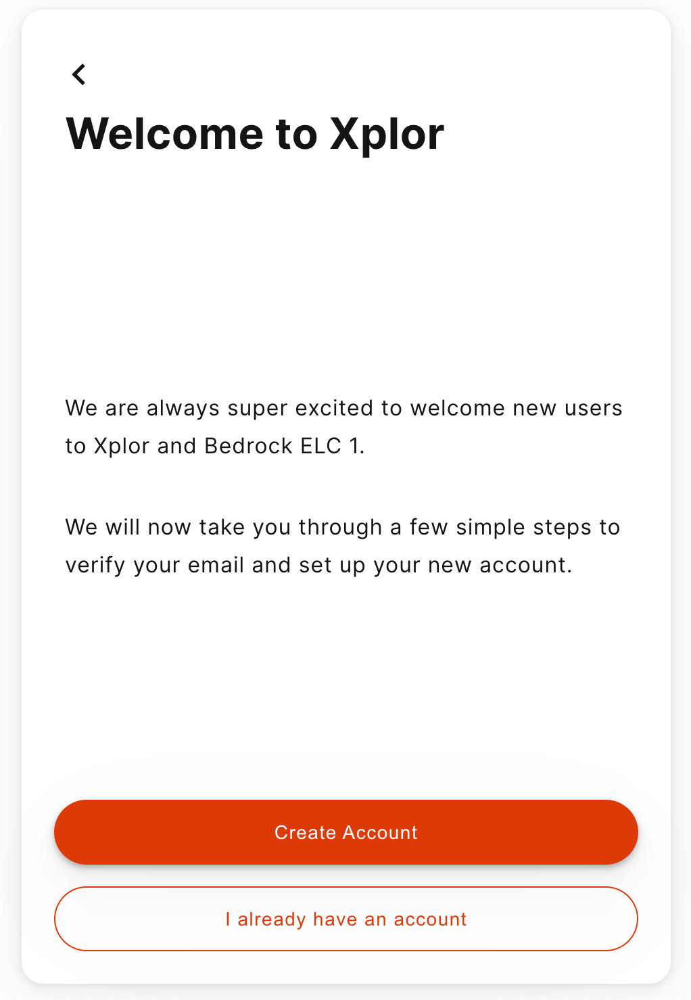 Welcome to Xplor
We are always super excited to welcome new users
to Xplor and Bedrock ELC 1.
We will now take you through a few simple steps to
verify your email and set up your new account.
Create Account
I already have an account